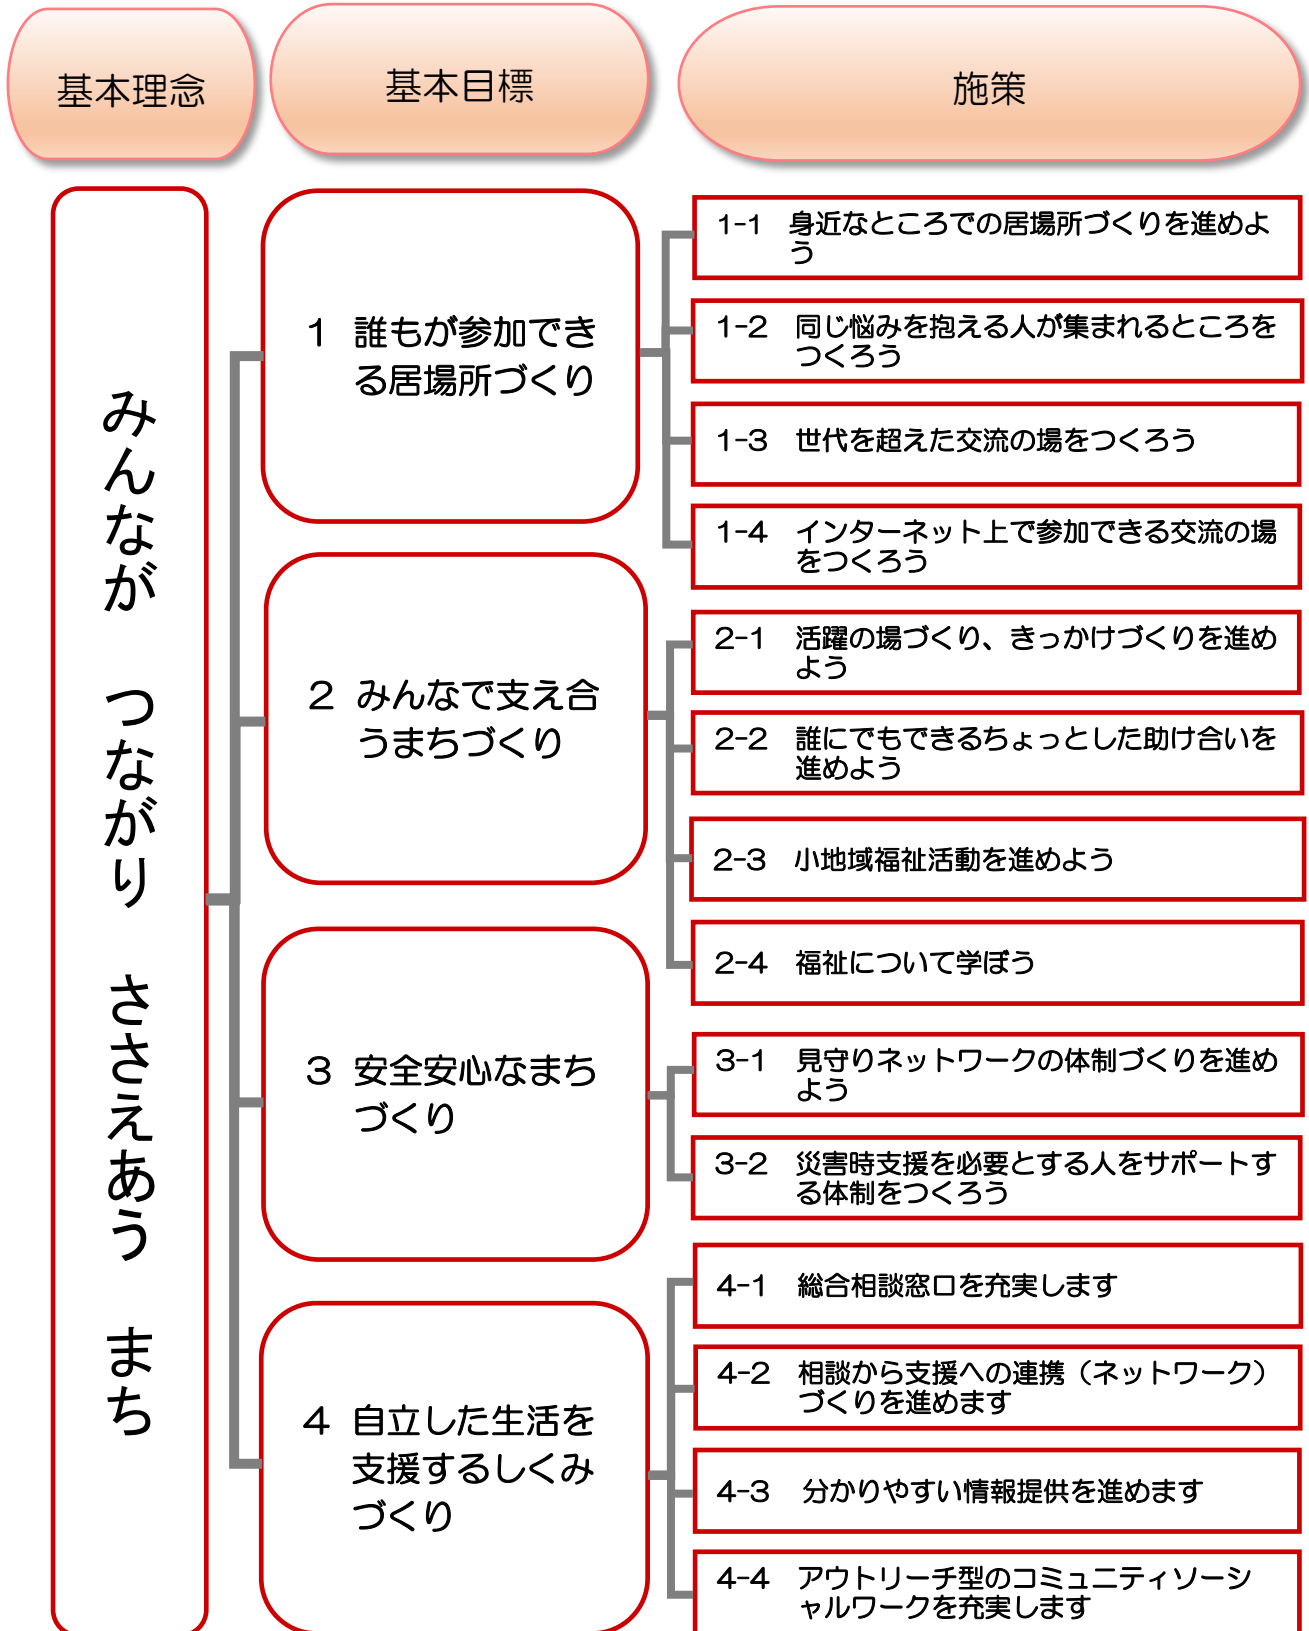 基本理念
基本目標
施策
みんなが　つながり　ささえあう　まち
1 誰もが参加でき
る居場所づくり
1-1 身近なところでの居場所づくりを進めよ
う
1-2 同じ悩みを抱える人が集まれるところを
つくろう
1-3 世代を超えた交流の場をつくろう
1-4 インターネット上で参加できる交流の場
をつくろう
2 みんなで支え合
うまちづくり
2-1 活躍の場づくり、きっかけづくりを進め
よう
2-2 誰にでもできるちょっとした助け合いを
進めよう
2-3 小地域福祉活動を進めよう
2-4 福祉について学ぼう
3 安全安心なまち
づくり
3-1 見守りネットワークの体制づくりを進め
よう
3-2 災害時支援を必要とする人をサポートす
る体制をつくろう
4 自立した生活を
支援するしくみ
づくり
4-1 総合相談窓口を充実します
4-2 相談から支援への連携（ネットワーク）
づくりを進めます
4-3 分かりやすい情報提供を進めます
4-4 アウトリーチ型のコミュニティソーシ
ャルワークを充実します